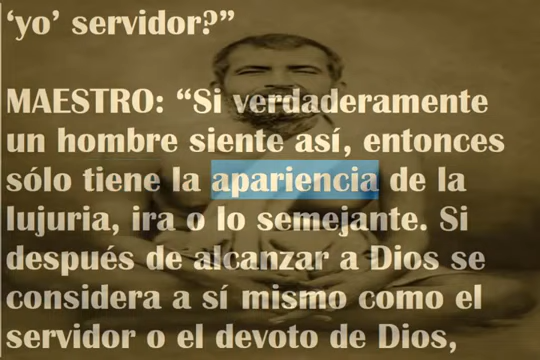 ‘yo’ servidor?”
MAESTRO: “Si verdaderamente
un hombre siente así, entonces
sólo tiene la apariencia de la
lujuria, ira o lo semejante. Si
después de alcanzar a Dios se
considera a sí mismo como el
servidor o el devoto de Dios,